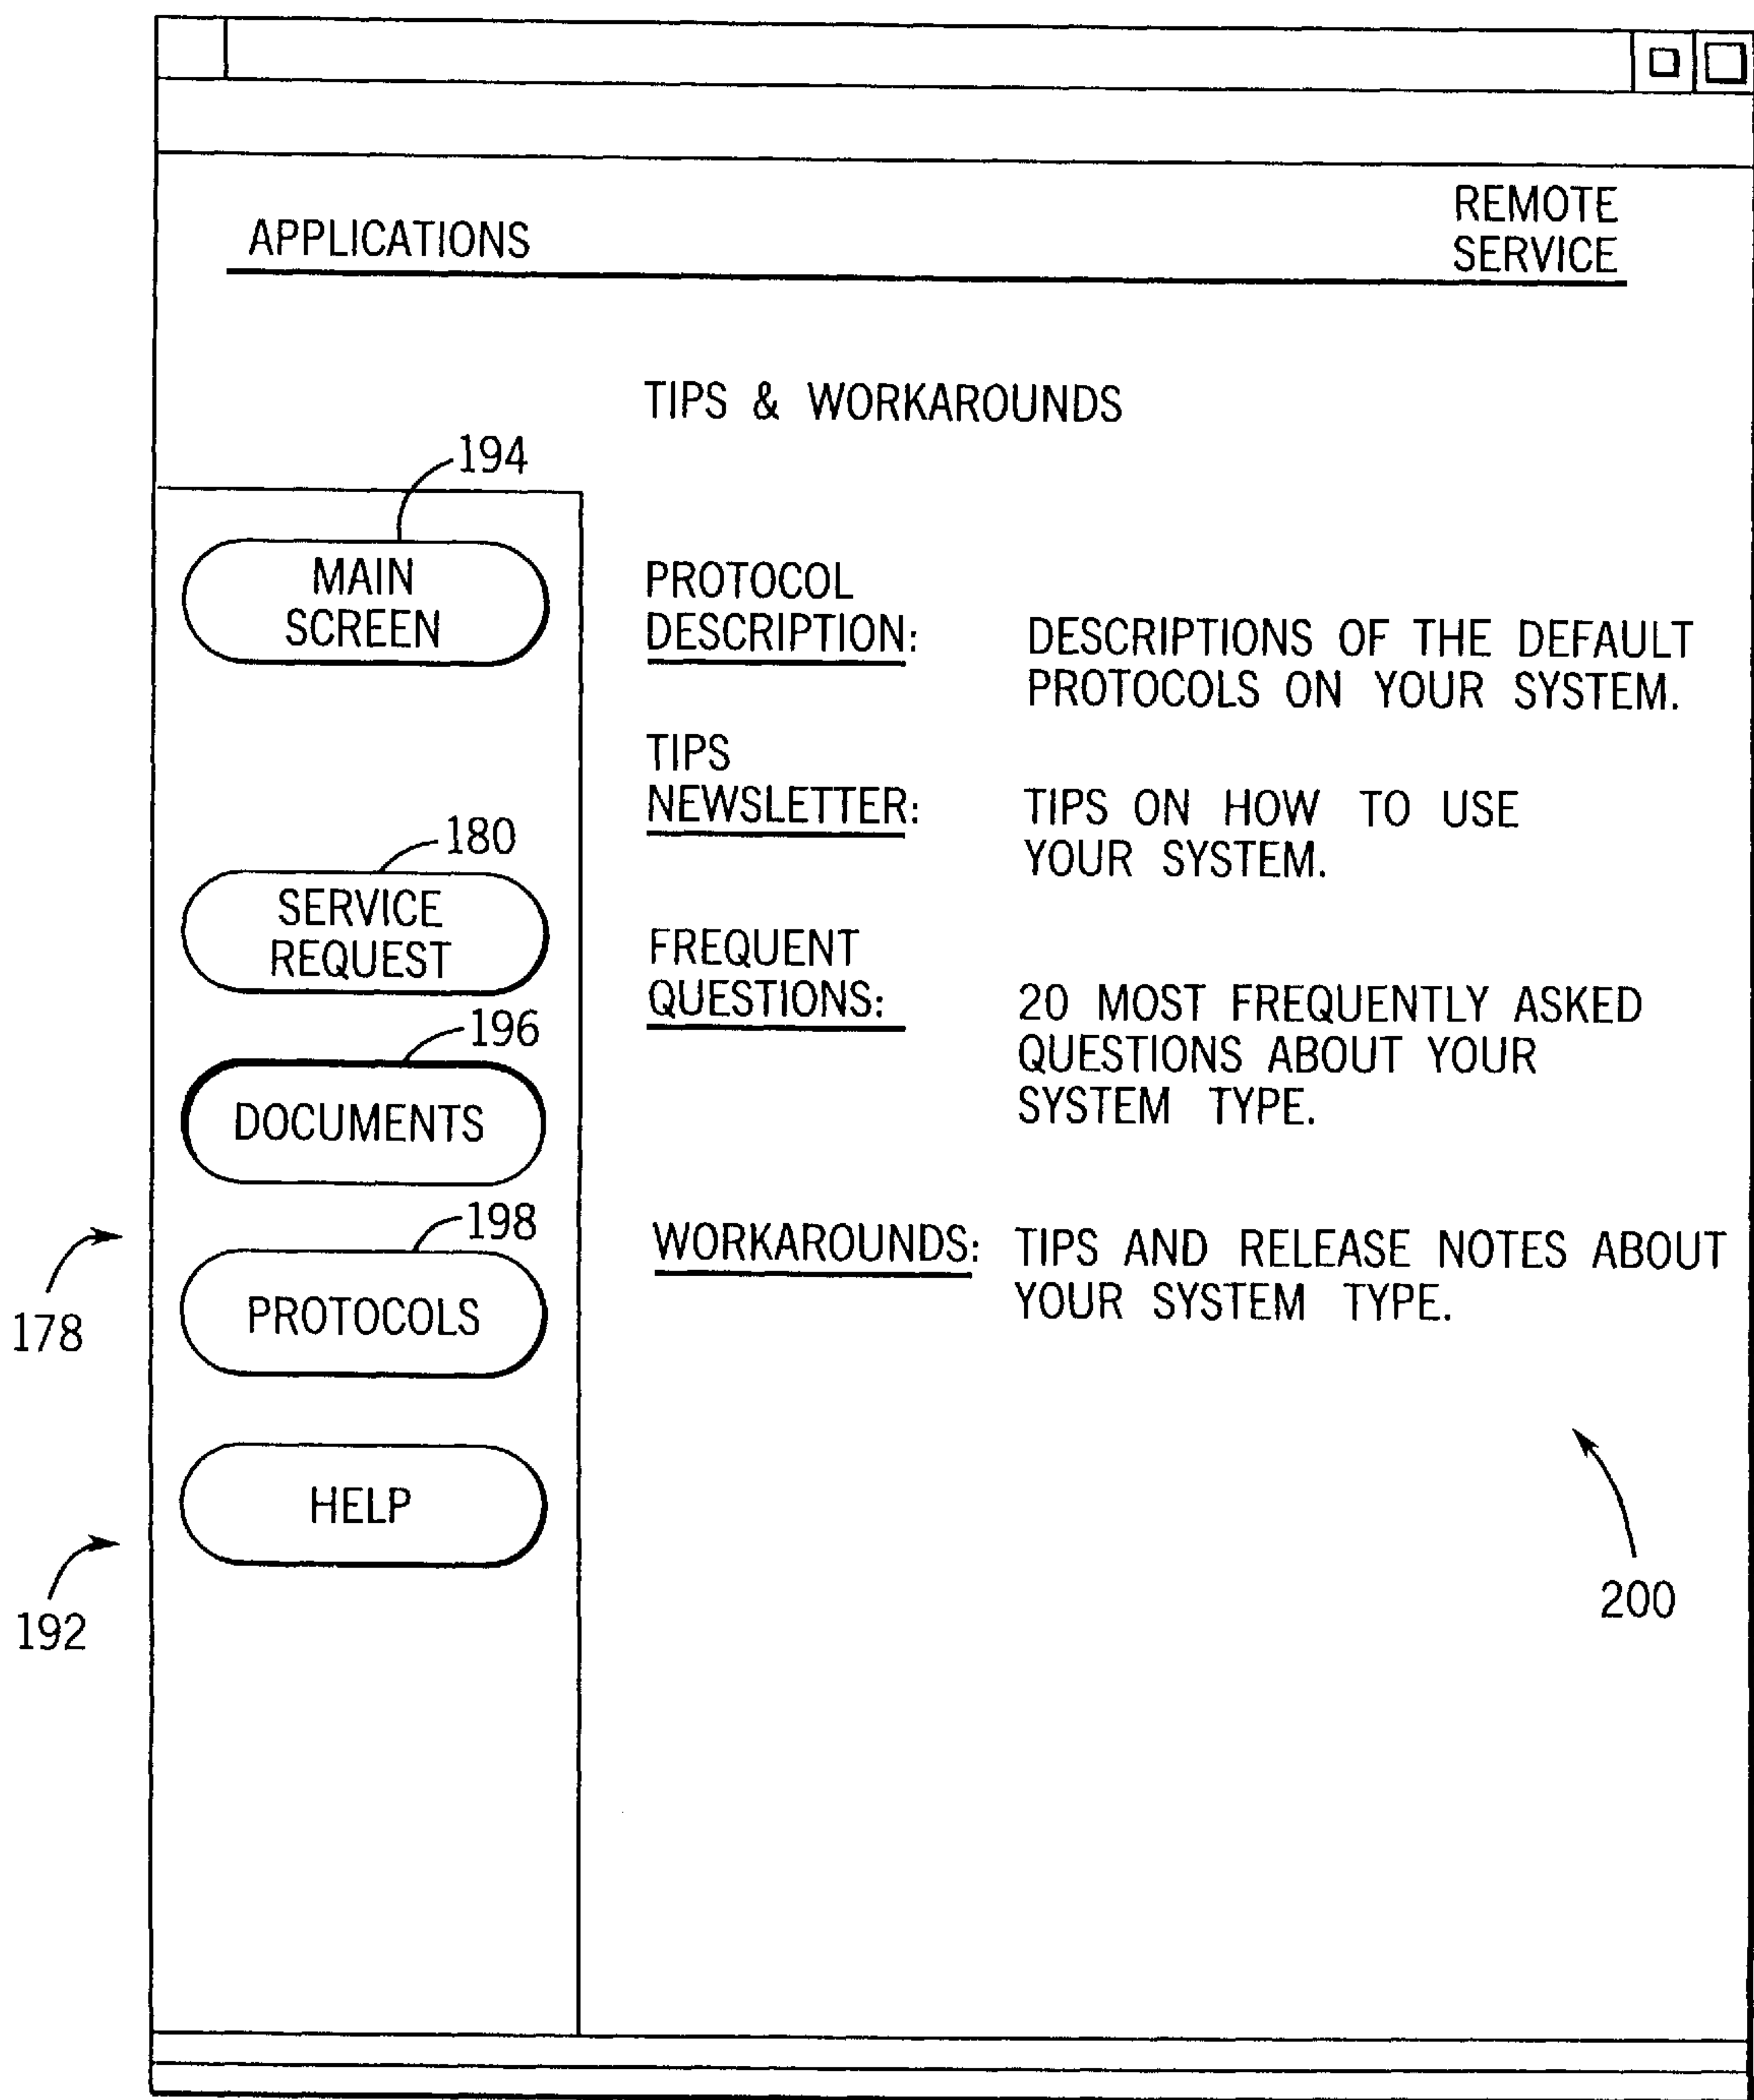 APPLICATIONS
REMOTE
SERVICE
TIPS & WORKAROUNDS
194
MAIN
SCREEN
180
SERVICE
REQUEST
196
DOCUMENTS
198
PROTOCOLS
HELP
178
192
PROTOCOL
DESCRIPTION:
DESCRIPTIONS OF THE DEFAULT
PROTOCOLS ON YOUR SYSTEM.
TIPS
NEWSLETTER:
TIPS ON HOW TO USE
YOUR SYSTEM.
FREQUENT
QUESTIONS:
20 MOST FREQUENTLY ASKED
QUESTIONS ABOUT YOUR
SYSTEM TYPE.
WORKAROUNDS: TIPS AND RELEASE NOTES ABOUT
YOUR SYSTEM TYPE.
200